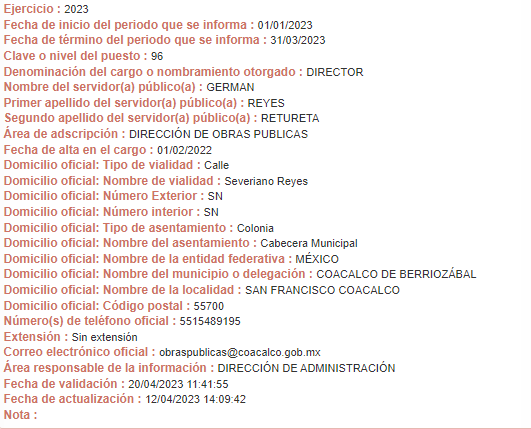 Ejercicio : 2023
Fecha de inicio del periodo que se informa : 01/01/2023
Fecha de término del periodo que se informa : 31/03/2023
Clave o nivel del puesto : 96
Denominación del cargo o nombramiento otorgado : DIRECTOR
Nombre del servidor(a) público(a) : GERMAN
Primer apellido del servidor(a) público(a) : REYES
Segundo apellido del servidor(a) público(a) : RETURETA
Área de adscripción : DIRECCIÓN DE OBRAS PUBLICAS
Fecha de alta en el cargo : 01/02/2022
Domicilio oficial: Tipo de vialidad : Calle
Domicilio oficial: Nombre de vialidad : Severiano Reyes
Domicilio oficial: Número Exterior : SN
Domicilio oficial: Número interior : SN
Domicilio oficial: Tipo de asentamiento : Colonia
Domicilio oficial: Nombre del asentamiento : Cabecera Municipal
Domicilio oficial: Nombre de la entidad federativa : MÉXICO
Domicilio oficial: Nombre del municipio o delegación : COACALCO DE BERRIOZÁBAL
Domicilio oficial: Nombre de la localidad : SAN FRANCISCO COACALCO
Domicilio oficial: Código postal : 55700
Número(s) de teléfono oficial : 5515489195
Extensión : Sin extensión
Correo electrónico oficial : obraspublicas@coacalco.gob.mx
Área responsable de la información : DIRECCIÓN DE ADMINISTRACIÓN
Fecha de validación : 20/04/2023 11:41:55
Fecha de actualización : 12/04/2023 14:09:42
Nota :